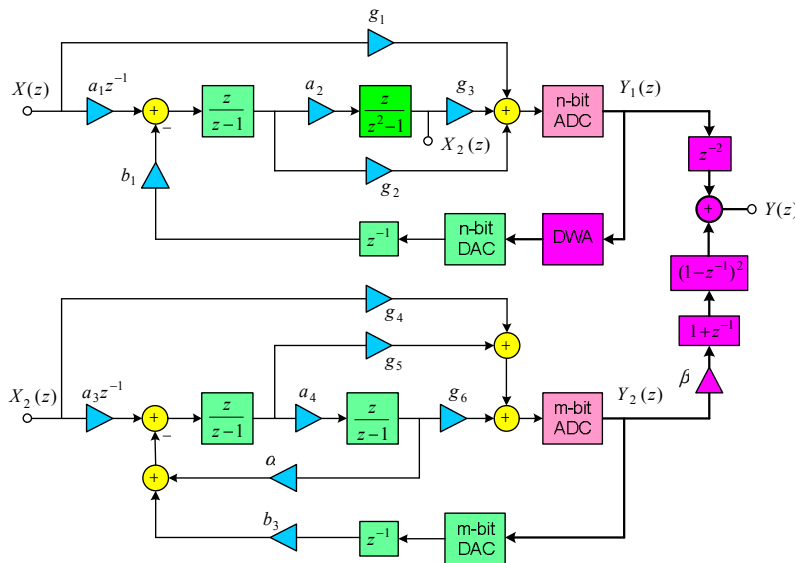 g₁
X(z)
a₁z⁻¹
+
−
z
z−1
a₂
z
z²−1
g₃
+
n-bit
ADC
Y₁(z)
X₂(z)
g₂
b₁
z⁻²
z⁻¹
n-bit
DAC
DWA
+
Y(z)
(1−z⁻¹)²
g₄
1+z⁻¹
+
g₅
X₂(z)
a₃z⁻¹
+
−
z
z−1
a₄
z
z−1
g₆
+
m-bit
ADC
Y₂(z)
β
+
α
b₃
z⁻¹
m-bit
DAC